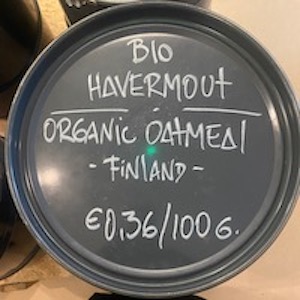 BIO
HAVERMOUT
ORGANIC OATMEAL
- FINLAND -
€0,36/100 G.